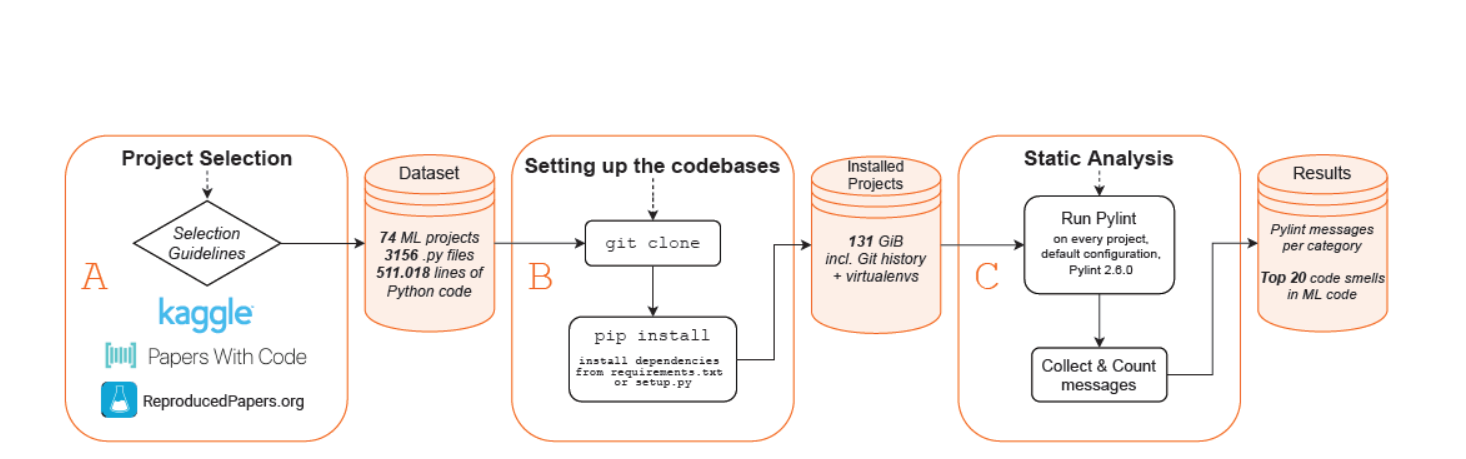 Project Selection
Selection
Guidelines
A
kaggle
Papers With Code
ReproducedPapers.org
Dataset
74 ML projects
3156 .py files
511.018 lines of
Python code
Setting up the codebases
git clone
B
pip install
install dependencies
from requirements.txt
or setup.py
Installed
Projects
131 GiB
incl. Git history
+ virtualenvs
Static Analysis
Run Pylint
on every project,
default configuration,
Pylint 2.6.0
C
Collect & Count
messages
Results
Pylint messages
per category
Top 20 code smells
in ML code